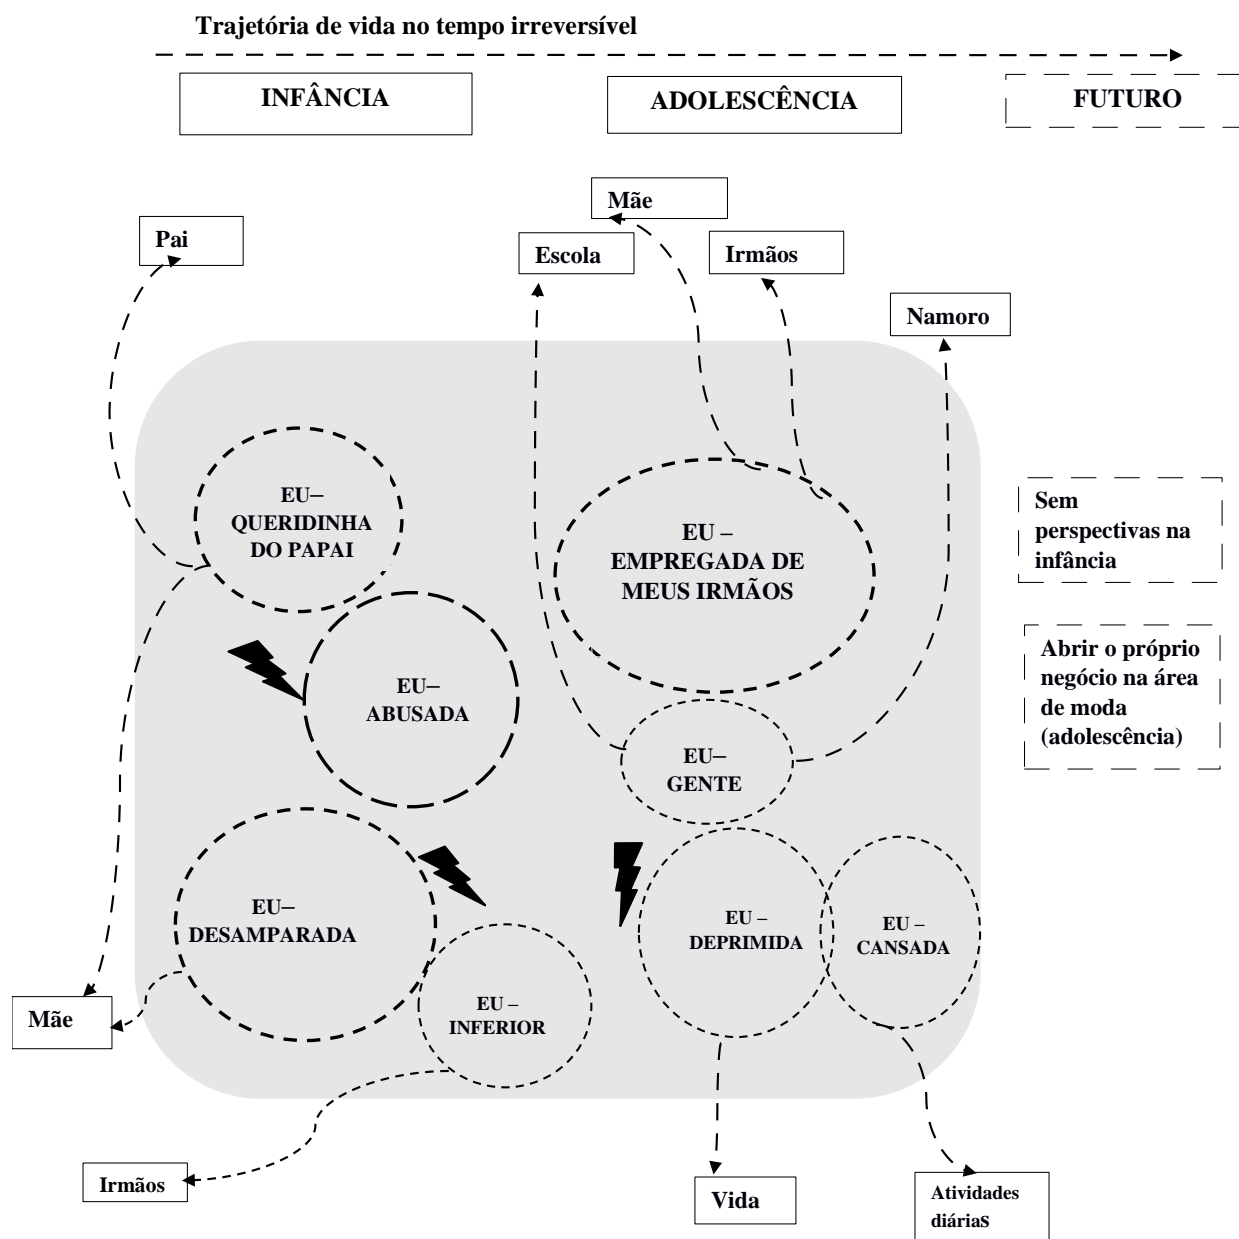 Trajetória de vida no tempo irreversível
INFÂNCIA
ADOLESCÊNCIA
FUTURO
Mãe
Pai
Escola
Irmãos
Namoro
EU–
QUERIDINHA
DO PAPAI
EU –
EMPREGADA DE
MEUS IRMÃOS
Sem
perspectivas na
infância
EU–
ABUSADA
Abrir o próprio
negócio na área
de moda
(adolescência)
EU–
GENTE
EU–
DESAMPARADA
EU –
DEPRIMIDA
EU –
CANSADA
EU –
INFERIOR
Mãe
Irmãos
Vida
Atividades
diárias